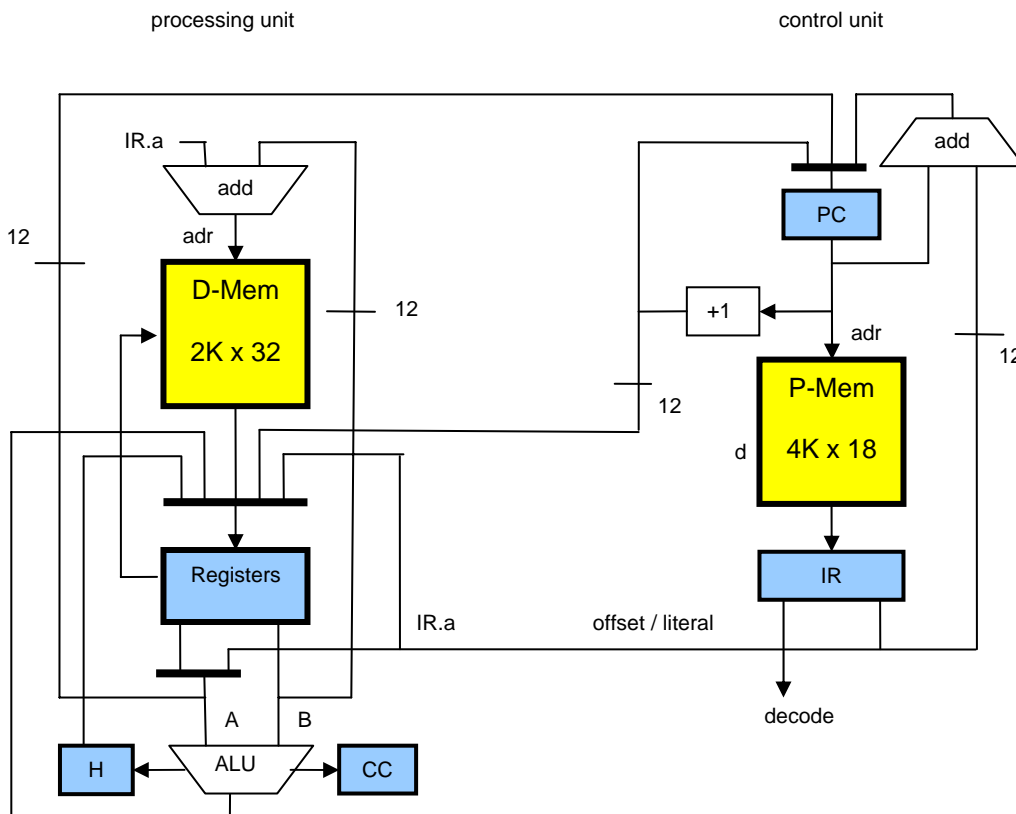 processing unit
control unit
IR.a
add
add
PC
12
adr
D-Mem
2K x 32
12
+1
adr
12
12
P-Mem
4K x 18
d
Registers
IR
IR.a
offset / literal
A
B
decode
H
ALU
CC